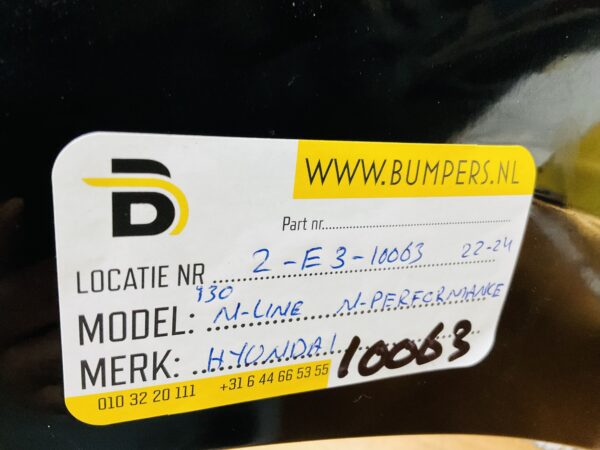 WWW.BUMPERS.NL
D
Part nr.
LOCATIE NR 2-E3-10063 22-24
MODEL: I30 N-LINE N-PERFORMANCE
MERK: HYUNDAI 10063
010 32 20 111 +31 6 44 66 53 55